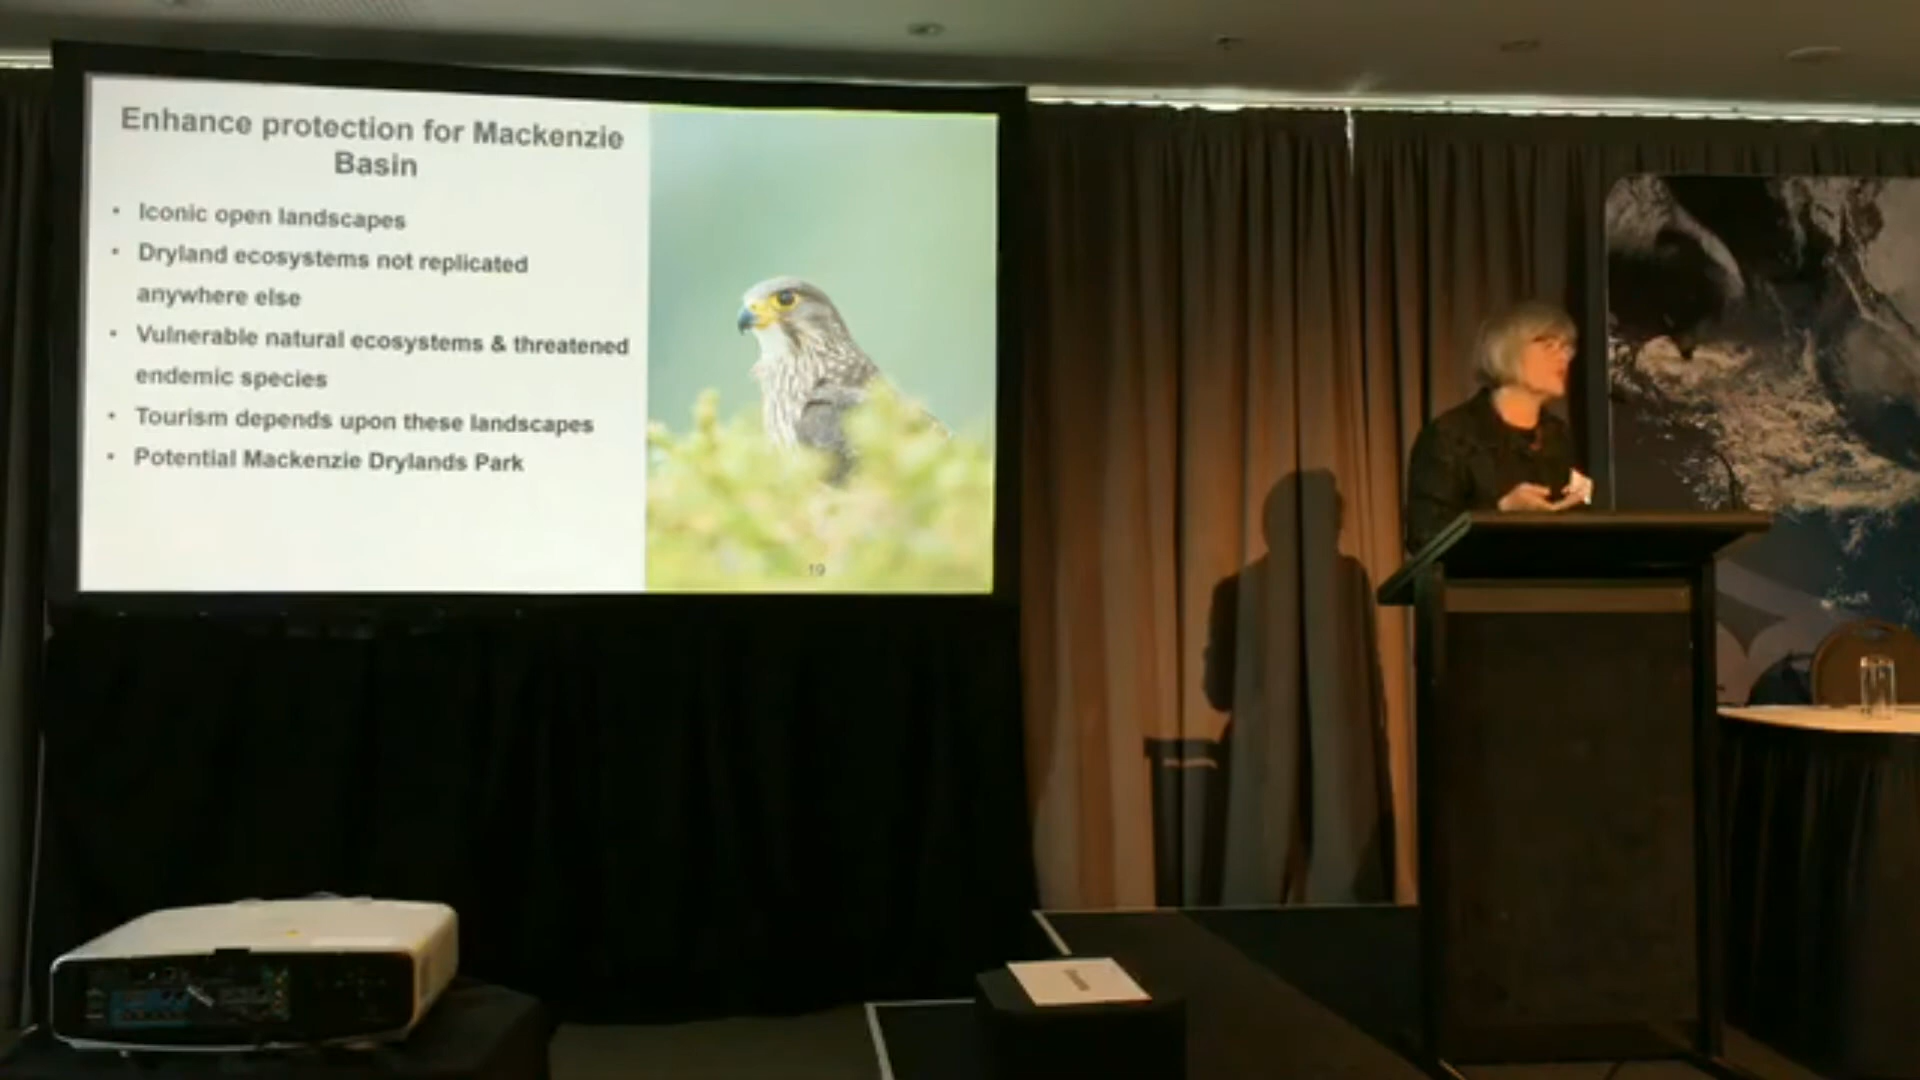 Enhance protection for Mackenzie
Basin
• Iconic open landscapes
• Dryland ecosystems not replicated
anywhere else
• Vulnerable natural ecosystems & threatened
endemic species
• Tourism depends upon these landscapes
• Potential Mackenzie Drylands Park
19